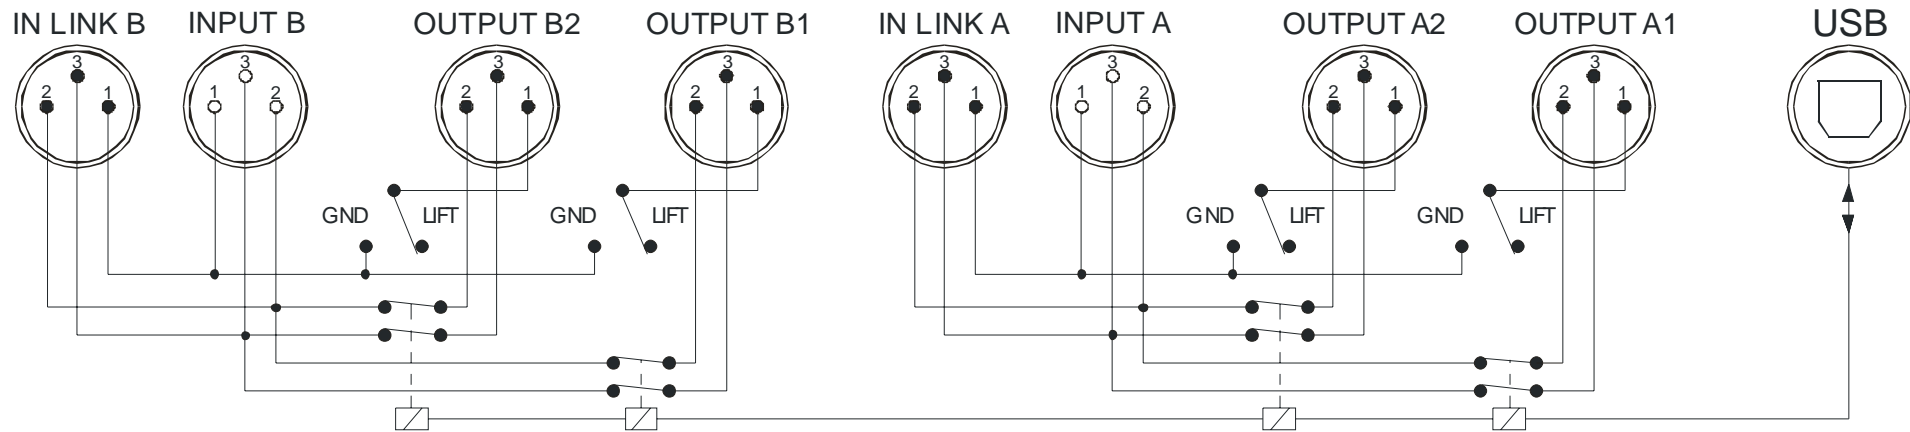 IN LINK B INPUT B OUTPUT B2 OUTPUT B1 IN LINK A INPUT A OUTPUT A2 OUTPUT A1 USB
3 3 3 3 3 3 3 3
2 1 1 2 2 1 2 1 2 1 1 2 2 1 2 1
GND LIFT GND LIFT GND LIFT GND LIFT